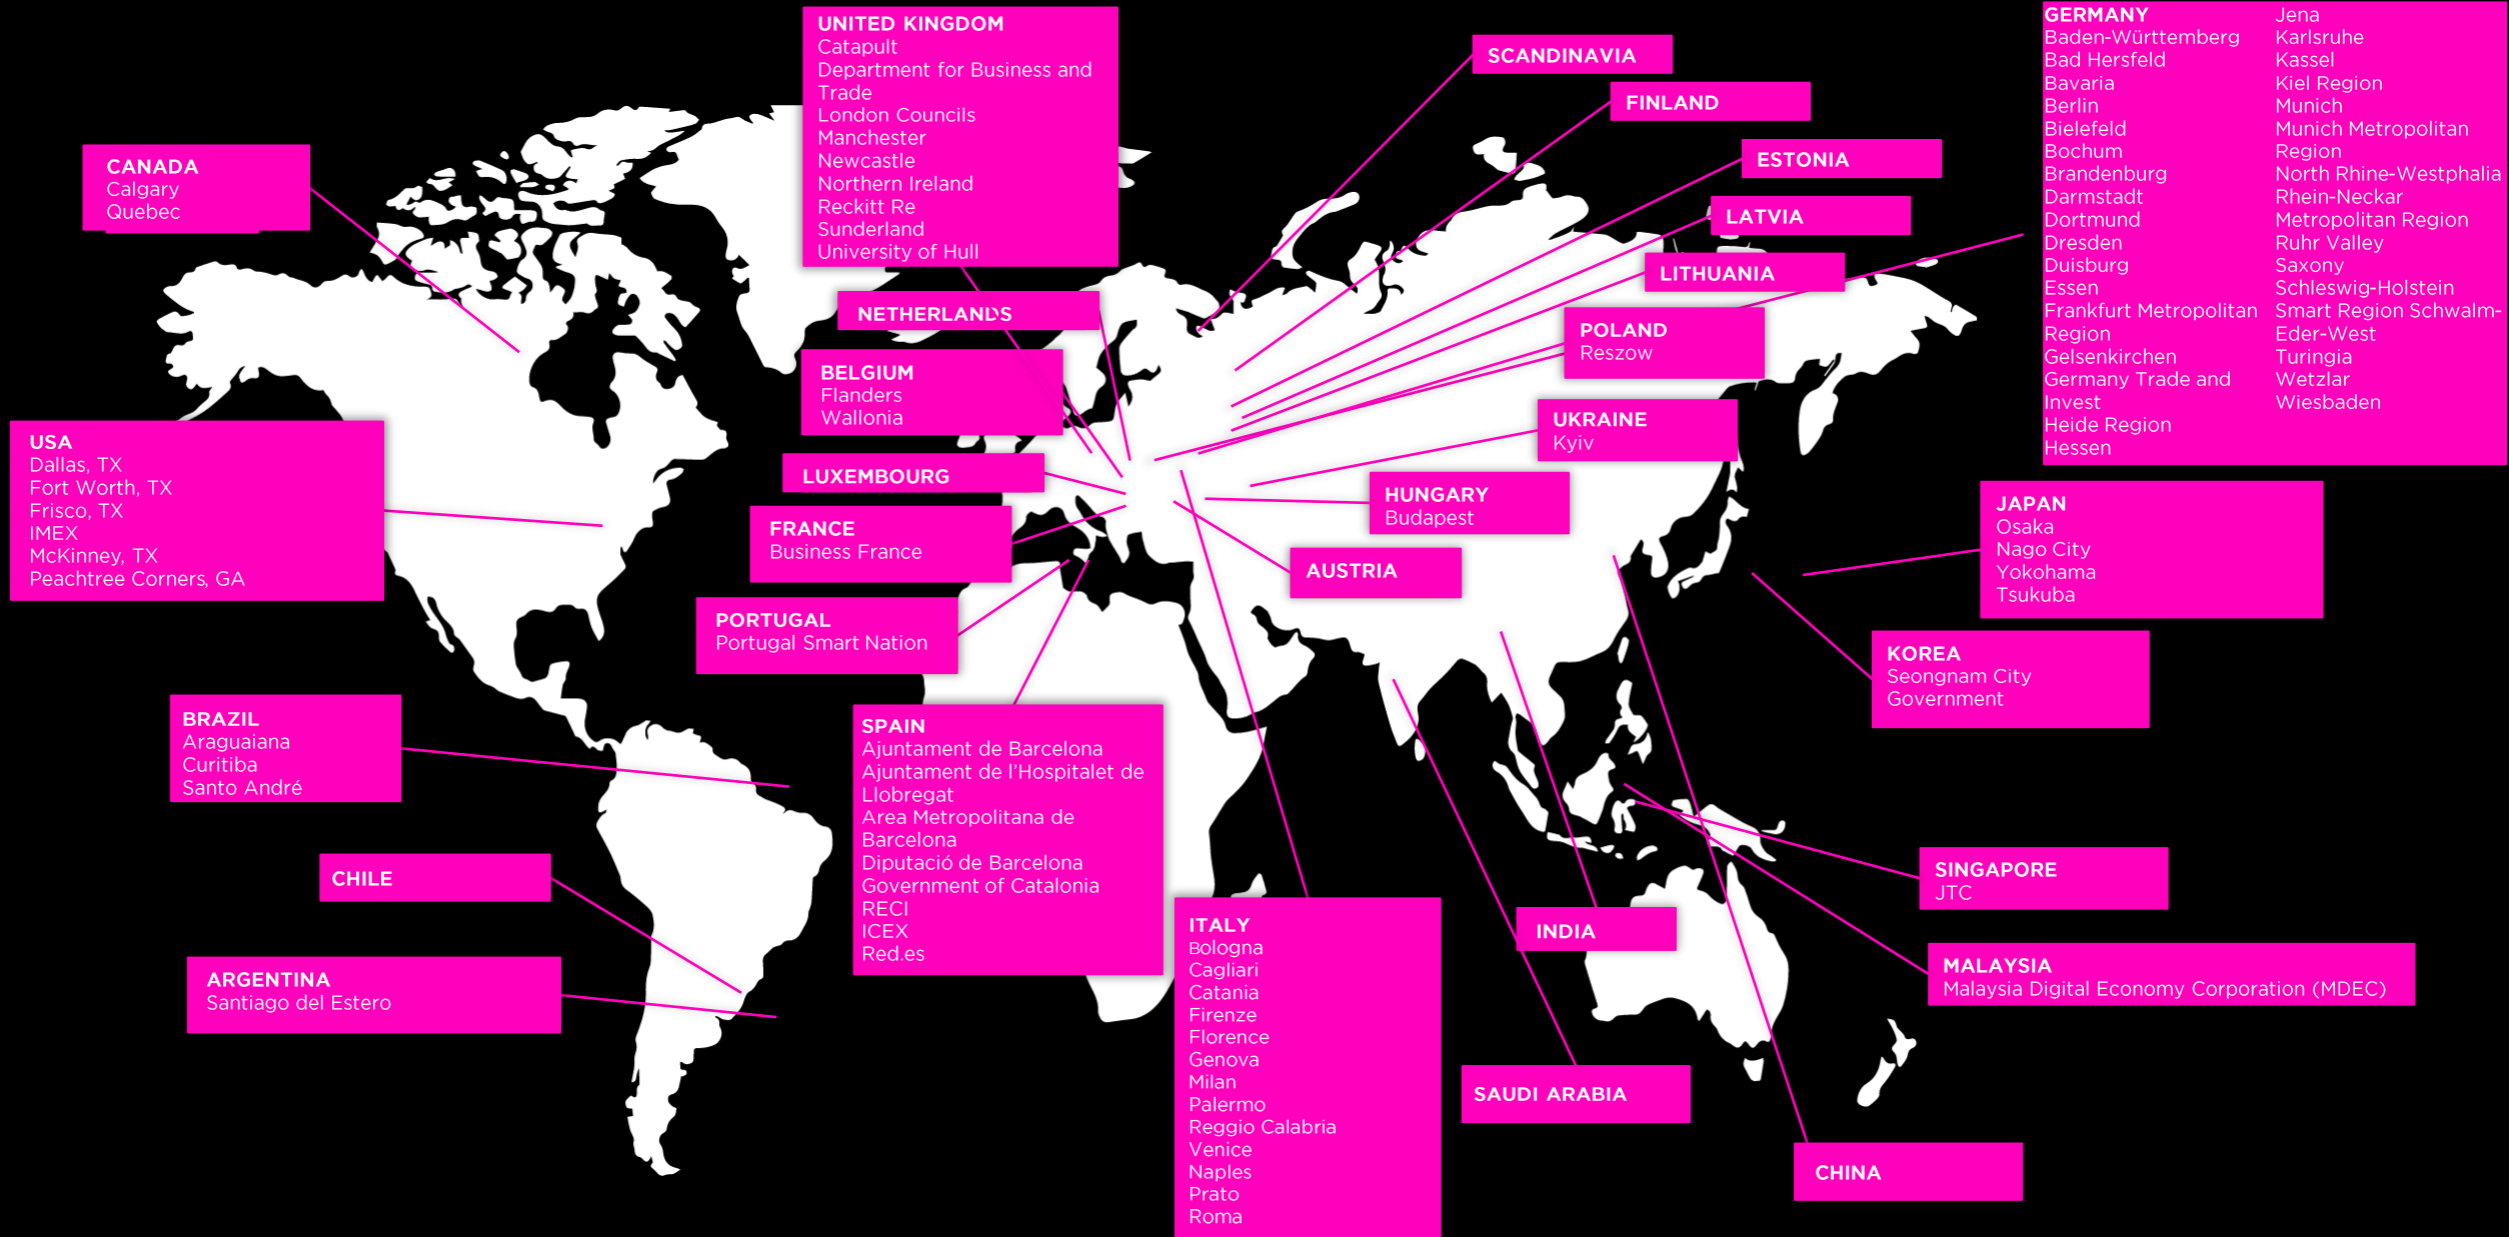 UNITED KINGDOM
Catapult
Department for Business and
Trade
London Councils
Manchester
Newcastle
Northern Ireland
Reckitt Re
Sunderland
University of Hull
GERMANY
Baden-Württemberg
Bad Hersfeld
Bavaria
Berlin
Bielefeld
Bochum
Brandenburg
Darmstadt
Dortmund
Dresden
Duisburg
Essen
Frankfurt Metropolitan
Region
Gelsenkirchen
Germany Trade and
Invest
Heide Region
Hessen
Jena
Karlsruhe
Kassel
Kiel Region
Munich
Munich Metropolitan
Region
North Rhine-Westphalia
Rhein-Neckar
Metropolitan Region
Ruhr Valley
Saxony
Schleswig-Holstein
Smart Region Schwalm-
Eder-West
Turingia
Wetzlar
Wiesbaden
SCANDINAVIA
FINLAND
ESTONIA
LATVIA
LITHUANIA
CANADA
Calgary
Quebec
NETHERLANDS
POLAND
Reszow
BELGIUM
Flanders
Wallonia
UKRAINE
Kyiv
USA
Dallas, TX
Fort Worth, TX
Frisco, TX
IMEX
McKinney, TX
Peachtree Corners, GA
LUXEMBOURG
HUNGARY
Budapest
JAPAN
Osaka
Nago City
Yokohama
Tsukuba
FRANCE
Business France
AUSTRIA
PORTUGAL
Portugal Smart Nation
KOREA
Seongnam City
Government
BRAZIL
Araguaiana
Curitiba
Santo André
SPAIN
Ajuntament de Barcelona
Ajuntament de l’Hospitalet de
Llobregat
Area Metropolitana de
Barcelona
Diputació de Barcelona
Government of Catalonia
RECI
ICEX
Red.es
CHILE
SINGAPORE
JTC
ITALY
Bologna
Cagliari
Catania
Firenze
Florence
Genova
Milan
Palermo
Reggio Calabria
Venice
Naples
Prato
Roma
INDIA
ARGENTINA
Santiago del Estero
MALAYSIA
Malaysia Digital Economy Corporation (MDEC)
SAUDI ARABIA
CHINA